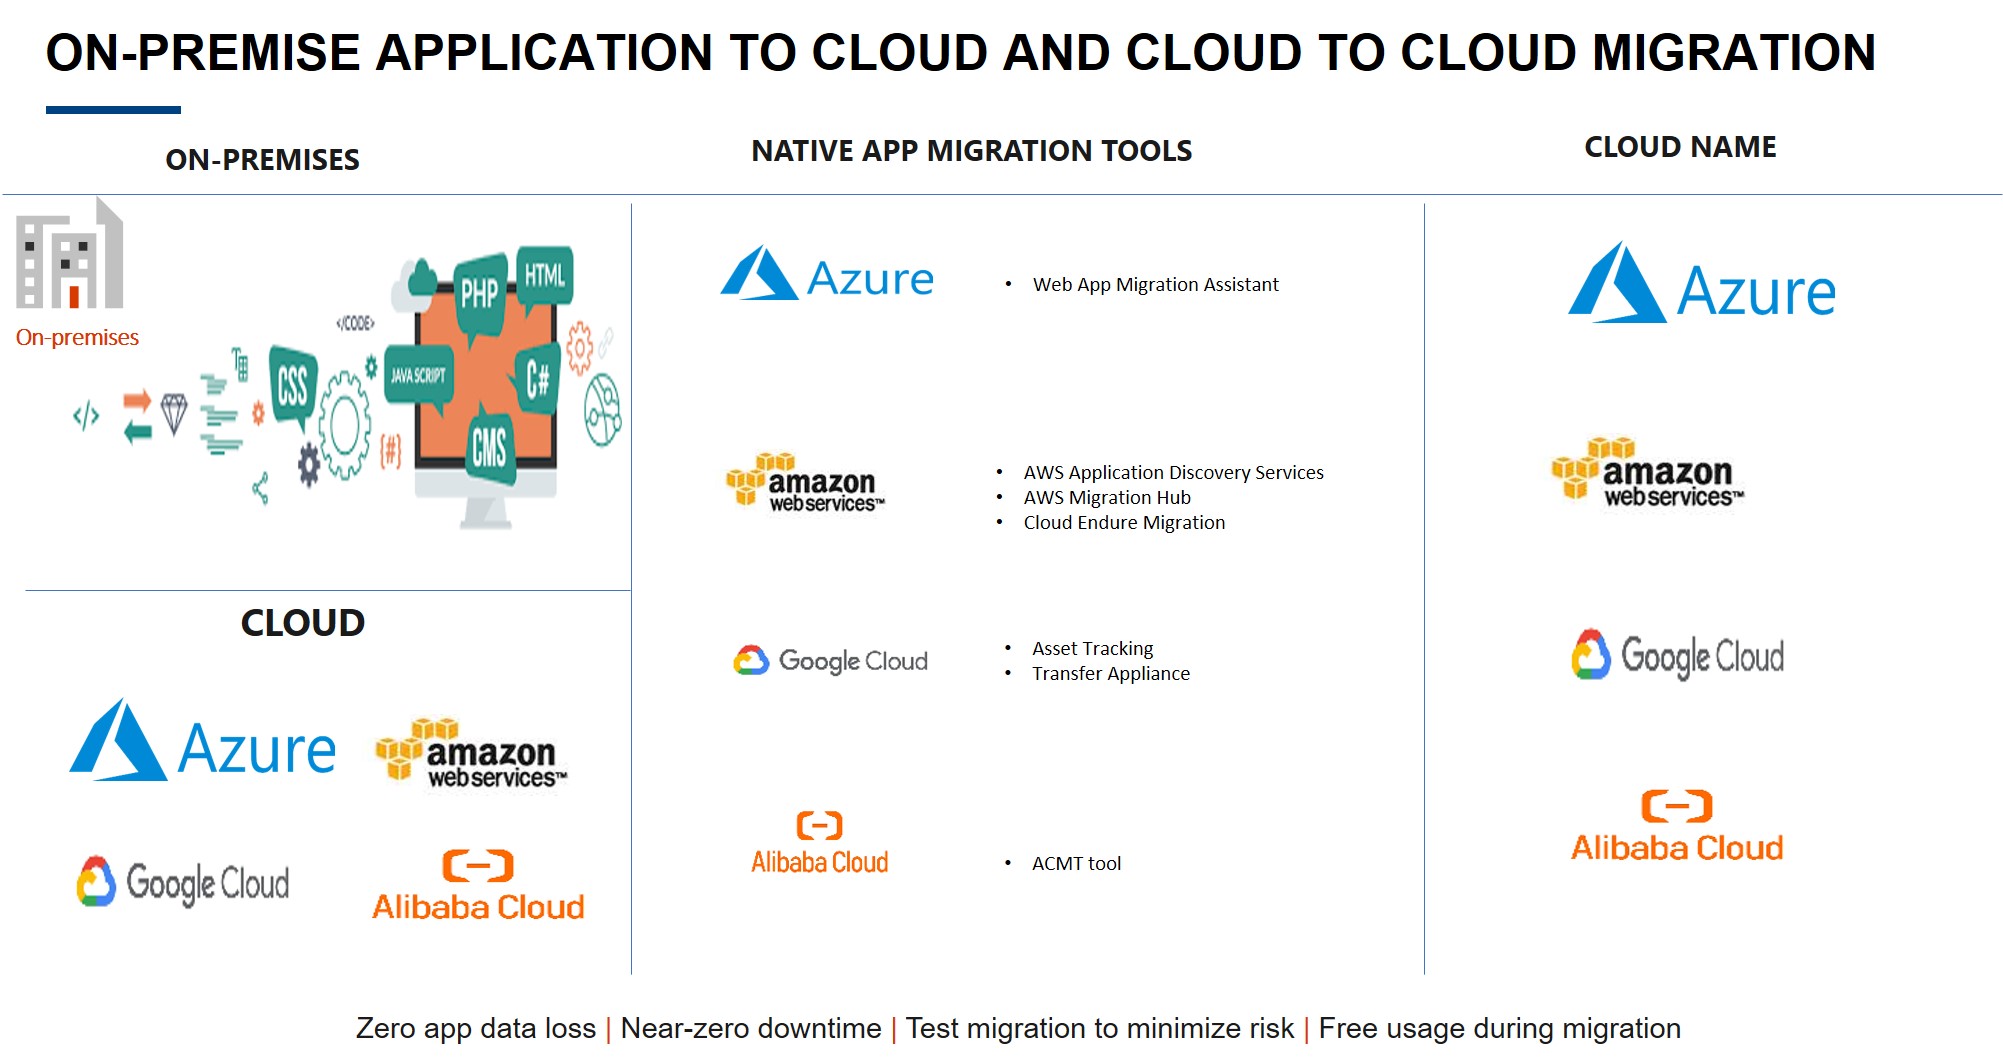 ON-PREMISE APPLICATION TO CLOUD AND CLOUD TO CLOUD MIGRATION
ON-PREMISES
NATIVE APP MIGRATION TOOLS
CLOUD NAME
On-premises
</>
</CODE>
CSS
JAVA SCRIPT
PHP
HTML
C#
CMS
{#}
CLOUD
Azure
amazon
web services™
Google Cloud
Alibaba Cloud
Azure
• Web App Migration Assistant
amazon
web services™
• AWS Application Discovery Services
• AWS Migration Hub
• Cloud Endure Migration
Google Cloud
• Asset Tracking
• Transfer Appliance
Alibaba Cloud
• ACMT tool
Azure
amazon
web services™
Google Cloud
Alibaba Cloud
Zero app data loss | Near-zero downtime | Test migration to minimize risk | Free usage during migration